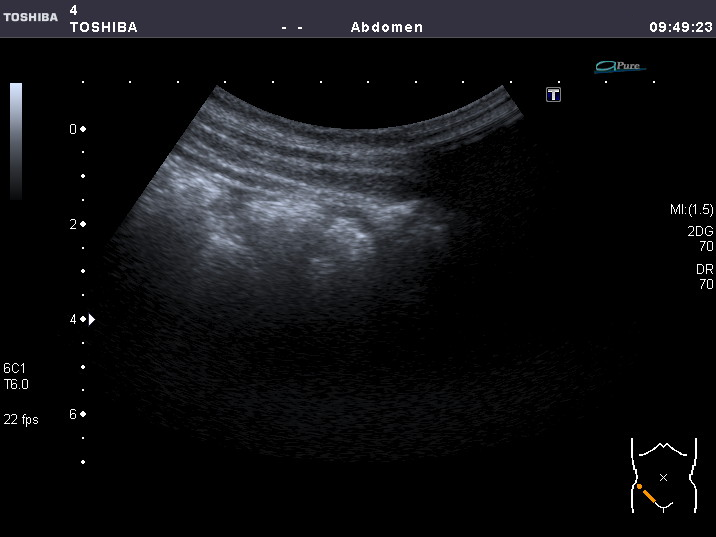 TOSHIBA
4
TOSHIBA - - Abdomen 09:49:23
aPure
T
0
2
4
6
MI:(1.5)
2DG
70
DR
70
6C1
T6.0
22 fps